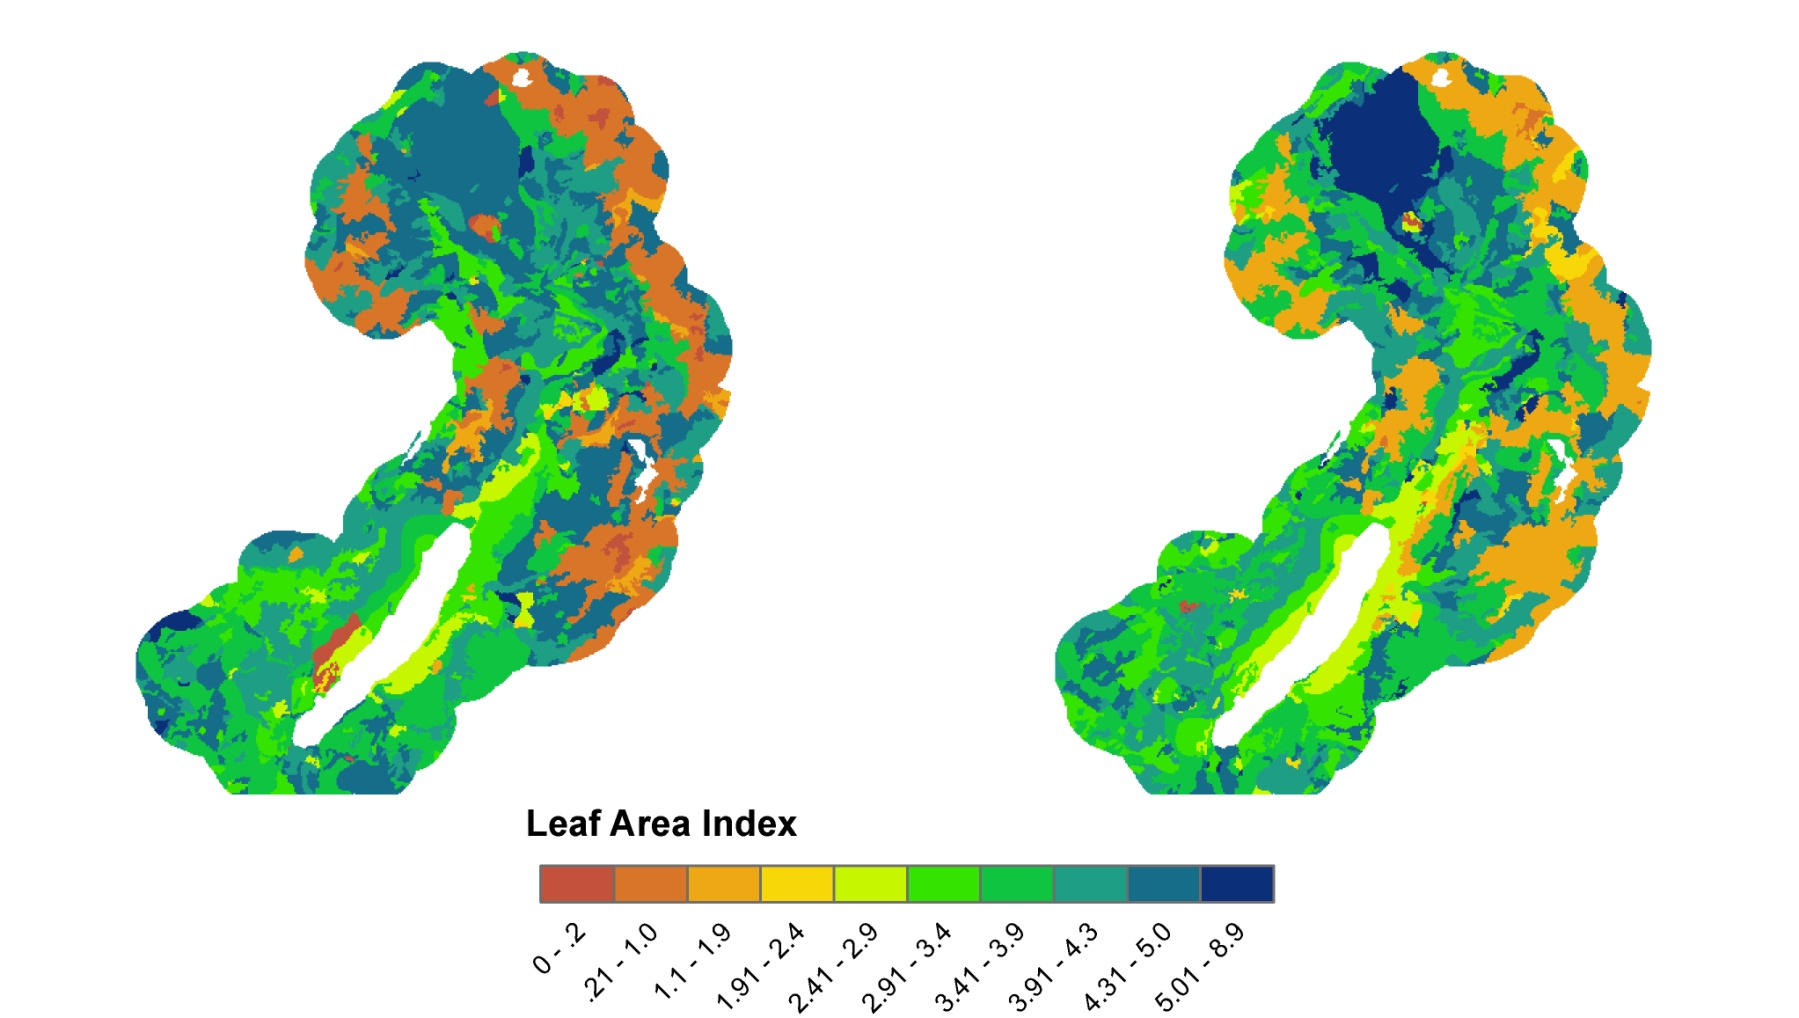 Leaf Area Index
0 - .2
.21 - 1.0
1.1 - 1.9
1.91 - 2.4
2.41 - 2.9
2.91 - 3.4
3.41 - 3.9
3.91 - 4.3
4.31 - 5.0
5.01 - 8.9